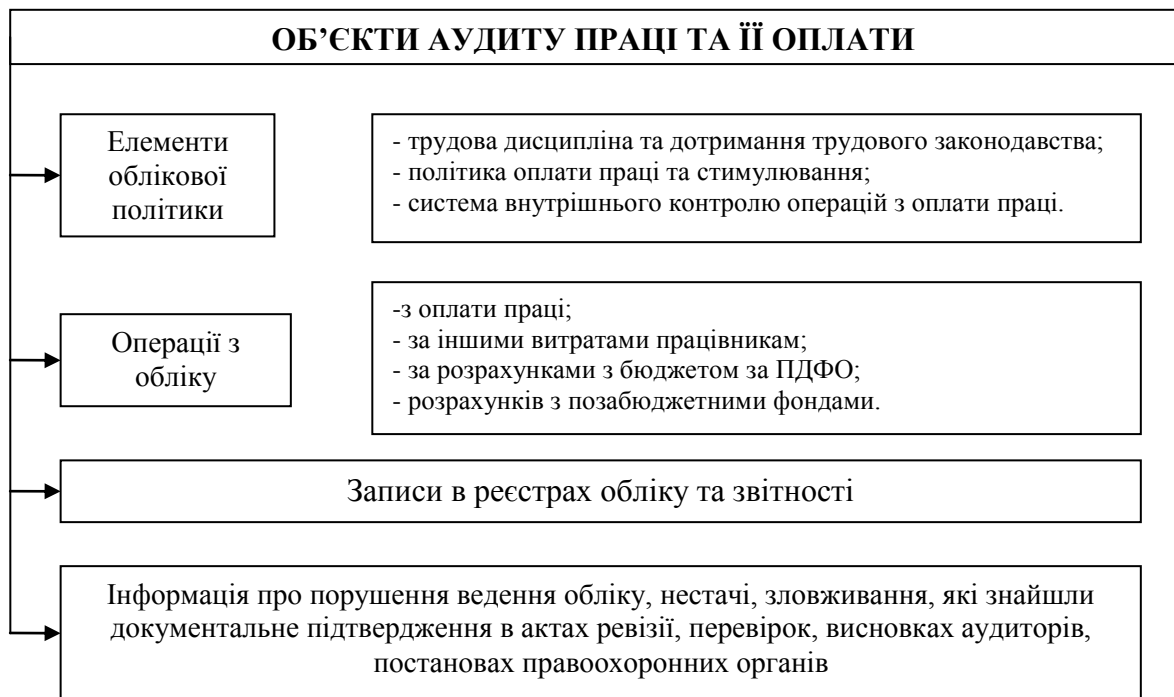 ОБ’ЄКТИ АУДИТУ ПРАЦІ ТА ЇЇ ОПЛАТИ
Елементи
облікової
політики
- трудова дисципліна та дотримання трудового законодавства;
- політика оплати праці та стимулювання;
- система внутрішнього контролю операцій з оплати праці.
Операції з
обліку
-з оплати праці;
- за іншими витратами працівникам;
- за розрахунками з бюджетом за ПДФО;
- розрахунків з позабюджетними фондами.
Записи в реєстрах обліку та звітності
Інформація про порушення ведення обліку, нестачі, зловживання, які знайшли
документальне підтвердження в актах ревізії, перевірок, висновках аудиторів,
постановах правоохоронних органів